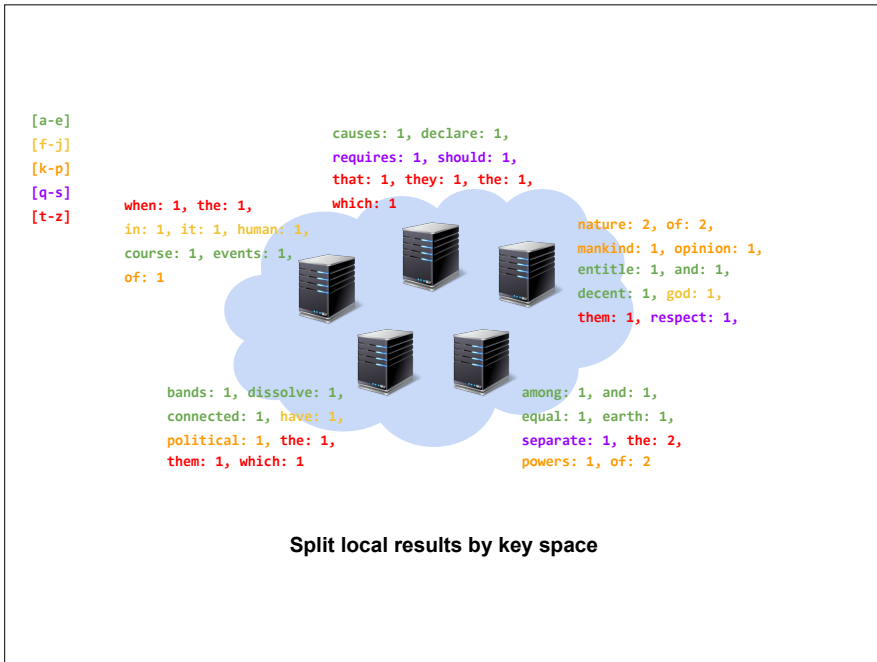 [a-e]
[f-j]
[k-p]
[q-s]
[t-z]
when: 1, the: 1,
in: 1, it: 1, human: 1,
course: 1, events: 1,
of: 1
causes: 1, declare: 1,
requires: 1, should: 1,
that: 1, they: 1, the: 1,
which: 1
nature: 2, of: 2,
mankind: 1, opinion: 1,
entitle: 1, and: 1,
decent: 1, god: 1,
them: 1, respect: 1,
bands: 1, dissolve: 1,
connected: 1, have: 1,
political: 1, the: 1,
them: 1, which: 1
among: 1, and: 1,
equal: 1, earth: 1,
separate: 1, the: 2,
powers: 1, of: 2
Split local results by key space